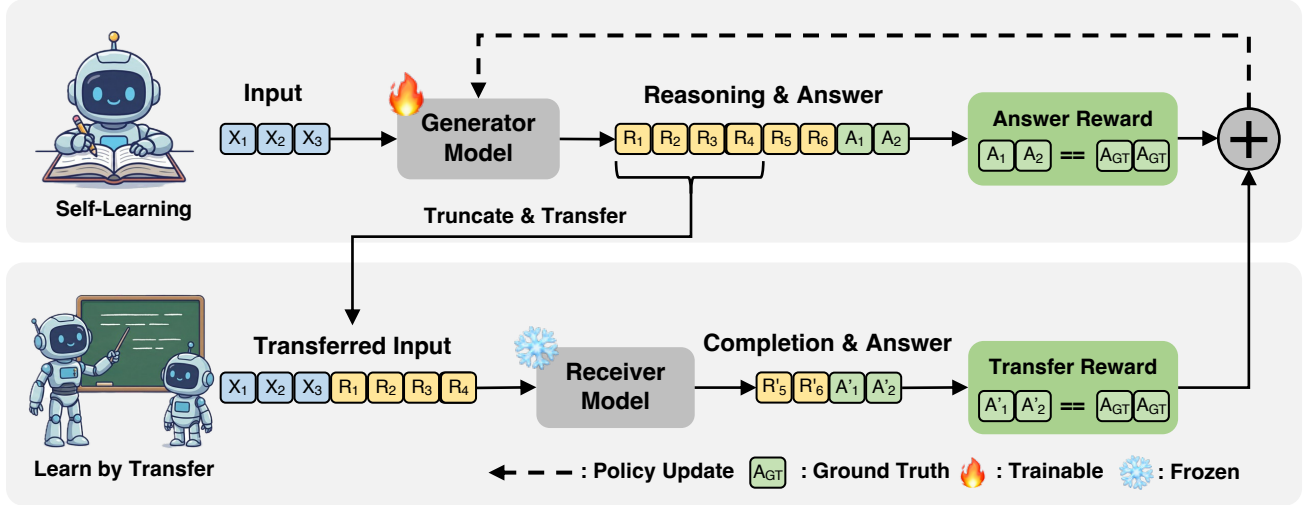 Input
X1 X2 X3
Generator
Model
Reasoning & Answer
R1 R2 R3 R4 R5 R6 A1 A2
Answer Reward
A1 A2 == AGT AGT
+
Self-Learning
Truncate & Transfer
Transferred Input
X1 X2 X3 R1 R2 R3 R4
Receiver
Model
Completion & Answer
R'5 R'6 A'1 A'2
Transfer Reward
A'1 A'2 == AGT AGT
Learn by Transfer
: Policy Update AGT : Ground Truth : Trainable : Frozen